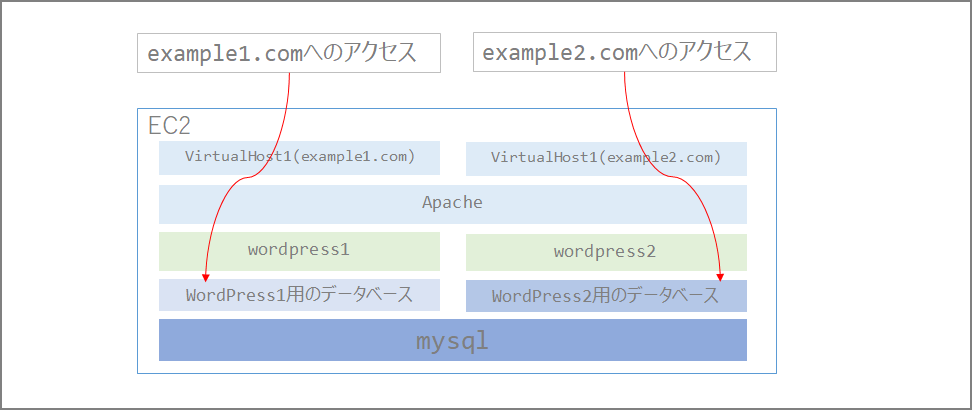 example1.comへのアクセス
example2.comへのアクセス
EC2
VirtualHost1(example1.com)
VirtualHost1(example2.com)
Apache
wordpress1
wordpress2
WordPress1用のデータベース
WordPress2用のデータベース
mysql